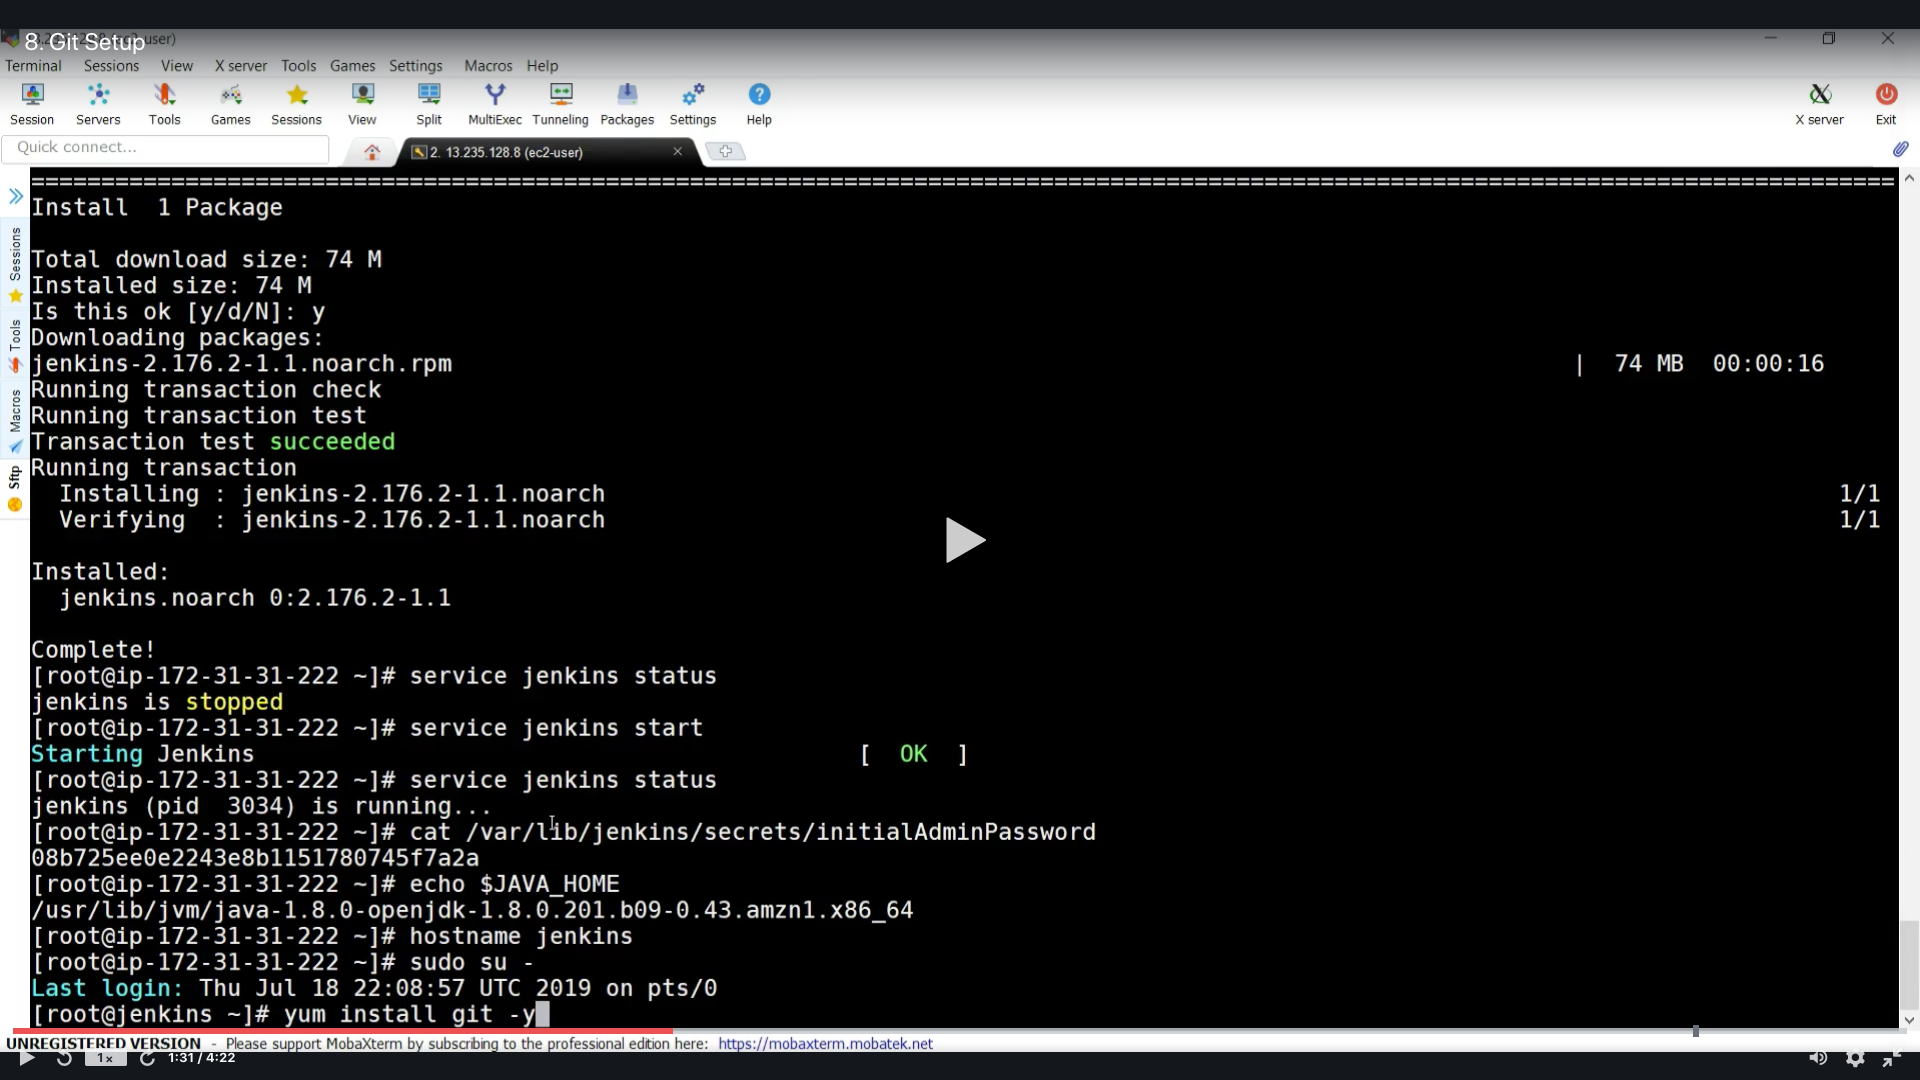 8. Git Setup
Terminal Sessions View X server Tools Games Settings Macros Help
Session Servers Tools Games Sessions View Split MultiExec Tunneling Packages Settings Help X server Exit
Quick connect...
2. 13.235.128.8 (ec2-user)
Sessions
Tools
Macros
Sftp
================================================================================
Install  1 Package
Total download size: 74 M
Installed size: 74 M
Is this ok [y/d/N]: y
Downloading packages:
jenkins-2.176.2-1.1.noarch.rpm | 74 MB 00:00:16
Running transaction check
Running transaction test
Transaction test succeeded
Running transaction
Installing : jenkins-2.176.2-1.1.noarch 1/1
Verifying : jenkins-2.176.2-1.1.noarch 1/1
Installed:
jenkins.noarch 0:2.176.2-1.1
Complete!
[root@ip-172-31-31-222 ~]# service jenkins status
jenkins is stopped
[root@ip-172-31-31-222 ~]# service jenkins start
Starting Jenkins [ OK ]
[root@ip-172-31-31-222 ~]# service jenkins status
jenkins (pid 3034) is running...
[root@ip-172-31-31-222 ~]# cat /var/lib/jenkins/secrets/initialAdminPassword
08b725ee0e2243e8b1151780745f7a2a
[root@ip-172-31-31-222 ~]# echo $JAVA_HOME
/usr/lib/jvm/java-1.8.0-openjdk-1.8.0.201.b09-0.43.amzn1.x86_64
[root@ip-172-31-31-222 ~]# hostname jenkins
[root@ip-172-31-31-222 ~]# sudo su -
Last login: Thu Jul 18 22:08:57 UTC 2019 on pts/0
[root@jenkins ~]# yum install git -y
UNREGISTERED VERSION - Please support MobaXterm by subscribing to the professional edition here: https://mobaxterm.mobatek.net
1x 1:31 / 4:22